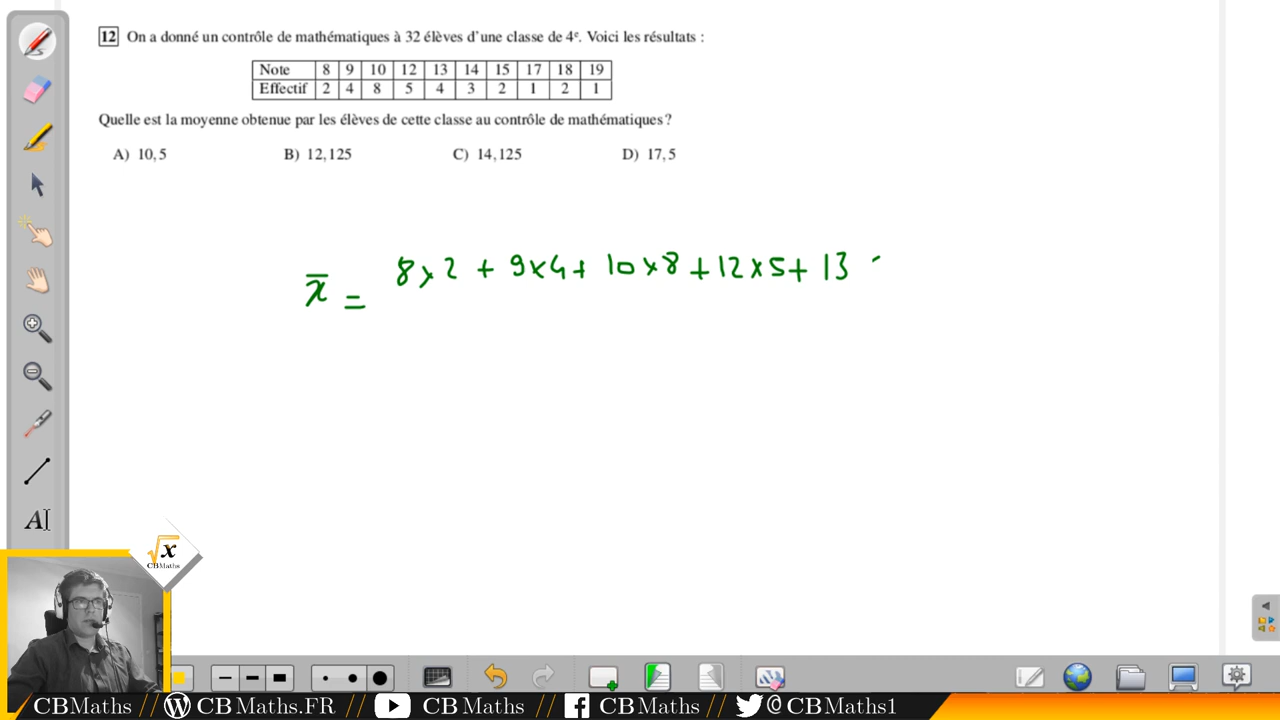 12 On a donné un contrôle de mathématiques à 32 élèves d'une classe de 4e. Voici les résultats :
Note 8 9 10 12 13 14 15 17 18 19
Effectif 2 4 8 5 4 3 2 1 2 1
Quelle est la moyenne obtenue par les élèves de cette classe au contrôle de mathématiques ?
A) 10,5 B) 12,125 C) 14,125 D) 17,5
x̄ = 8×2 + 9×4 + 10×8 + 12×5 + 13
A
√x
CBMaths
CBMaths // CBMaths.FR // CBMaths // CBMaths // @CBMaths1